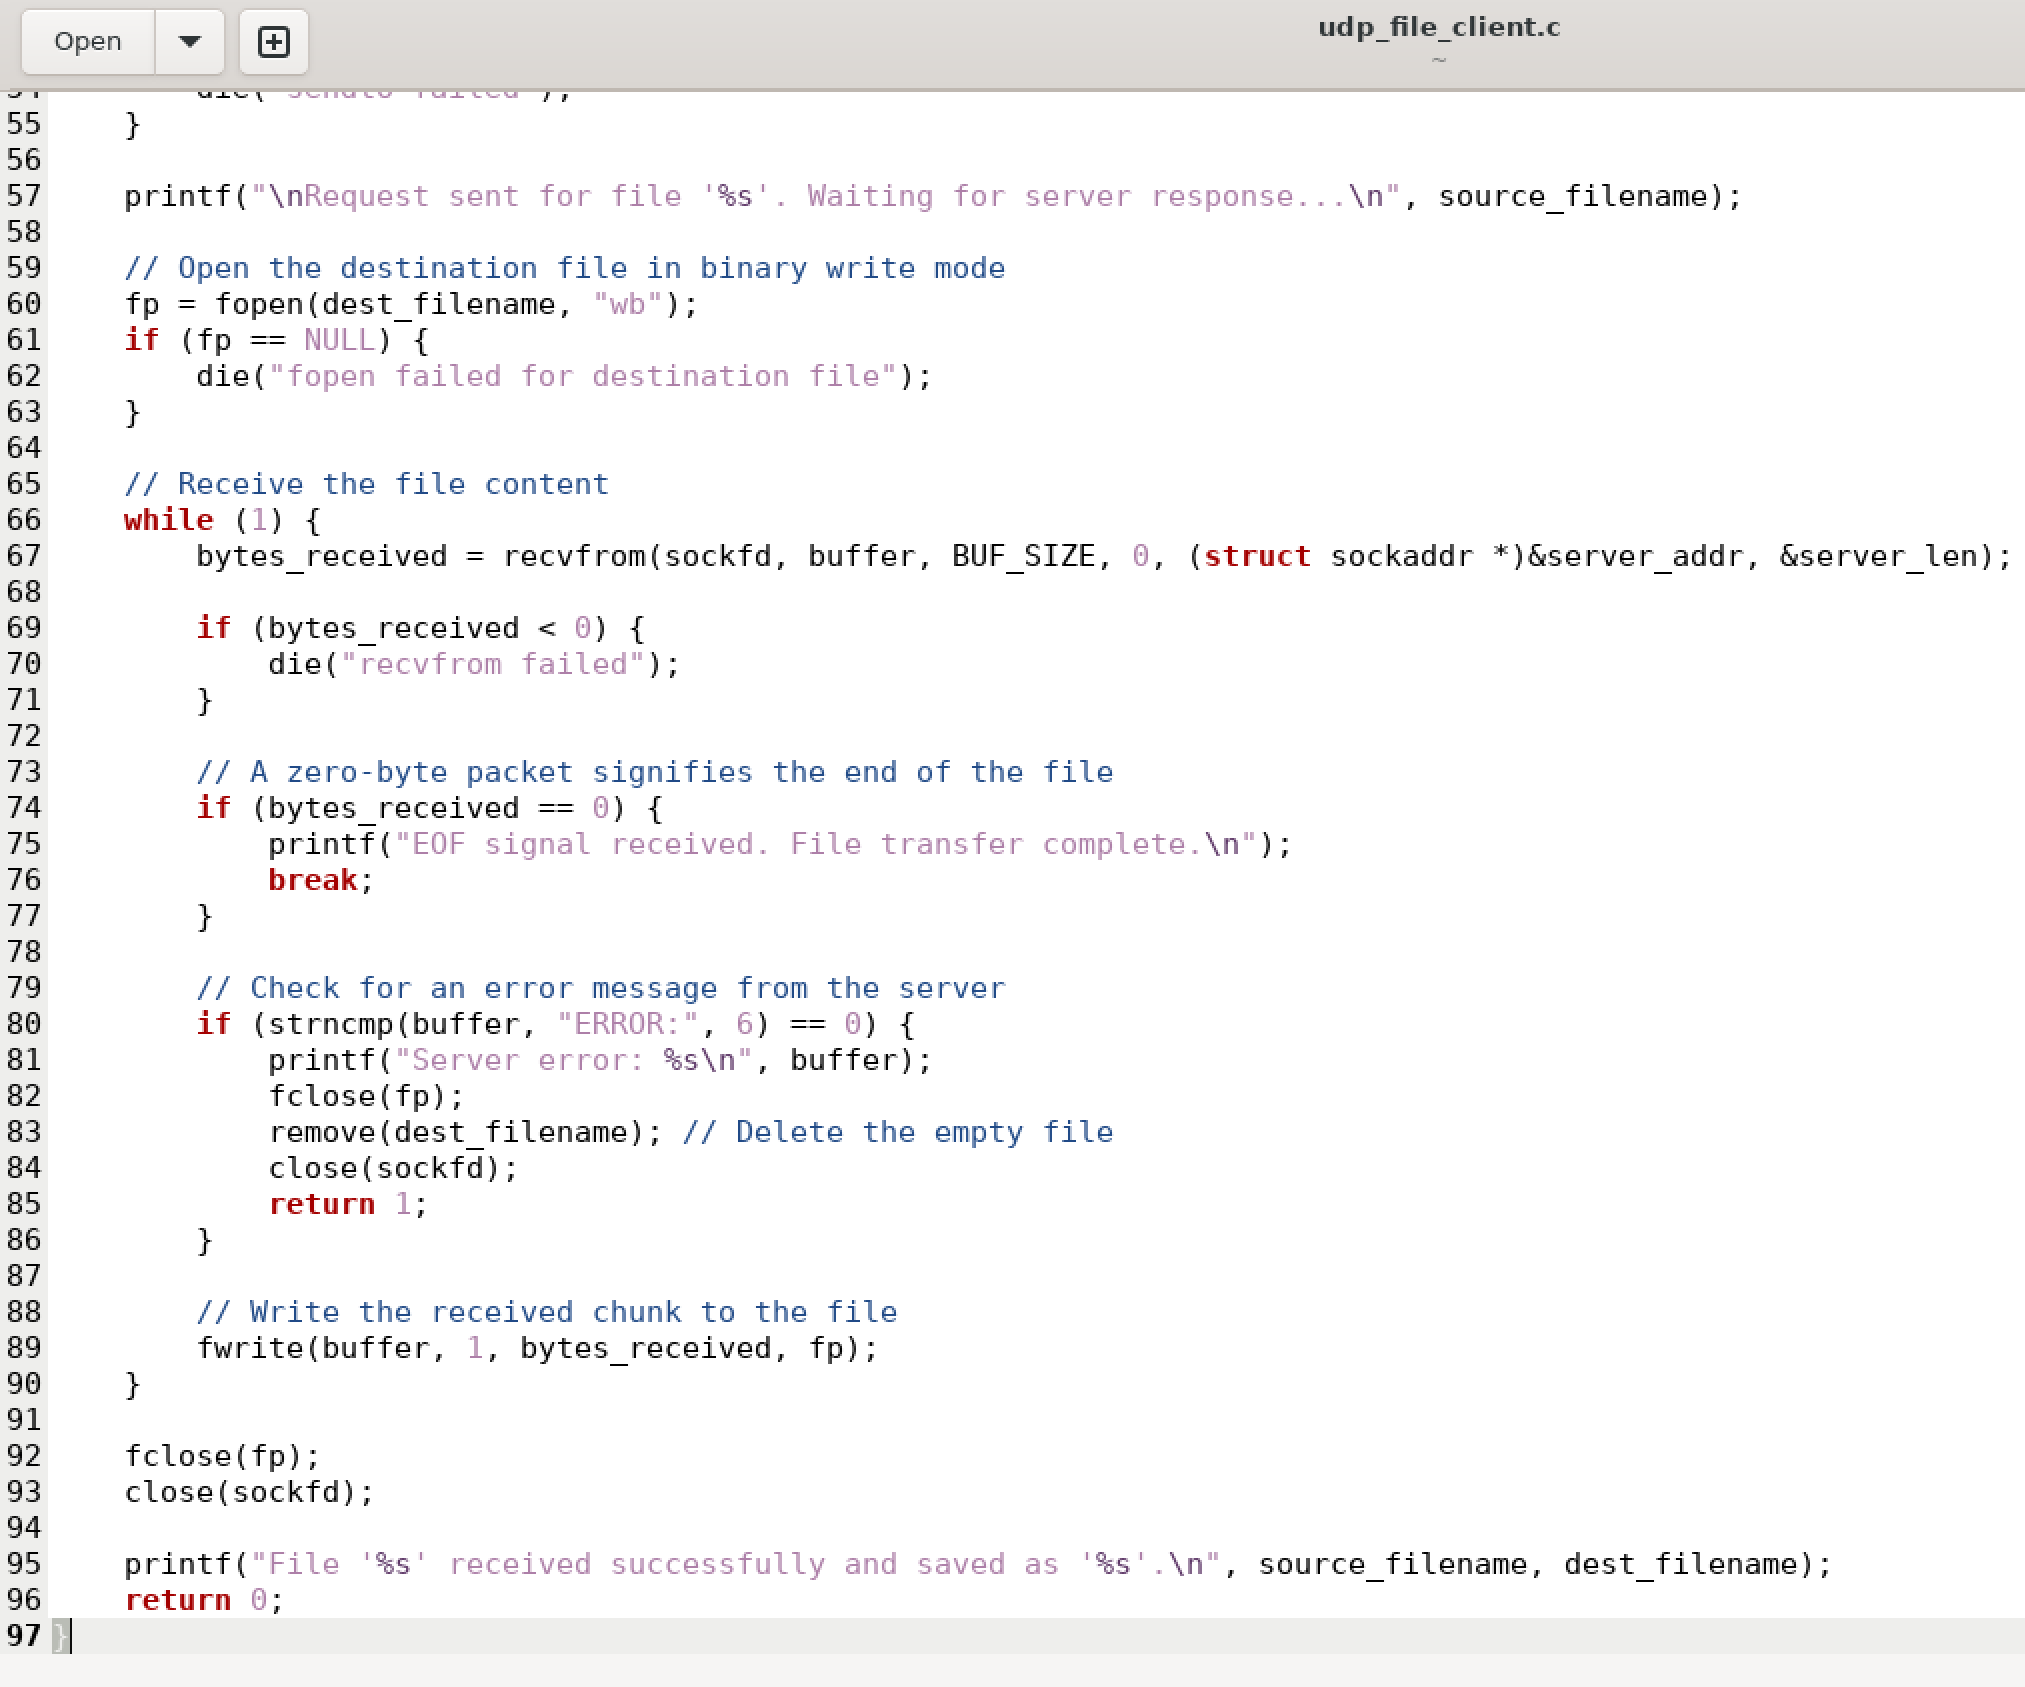 Open
udp_file_client.c
~
die("sendto failed");
55     }
56
57     printf("\nRequest sent for file '%s'. Waiting for server response...\n", source_filename);
58
59     // Open the destination file in binary write mode
60     fp = fopen(dest_filename, "wb");
61     if (fp == NULL) {
62         die("fopen failed for destination file");
63     }
64
65     // Receive the file content
66     while (1) {
67         bytes_received = recvfrom(sockfd, buffer, BUF_SIZE, 0, (struct sockaddr *)&server_addr, &server_len);
68
69         if (bytes_received < 0) {
70             die("recvfrom failed");
71         }
72
73         // A zero-byte packet signifies the end of the file
74         if (bytes_received == 0) {
75             printf("EOF signal received. File transfer complete.\n");
76             break;
77         }
78
79         // Check for an error message from the server
80         if (strncmp(buffer, "ERROR:", 6) == 0) {
81             printf("Server error: %s\n", buffer);
82             fclose(fp);
83             remove(dest_filename); // Delete the empty file
84             close(sockfd);
85             return 1;
86         }
87
88         // Write the received chunk to the file
89         fwrite(buffer, 1, bytes_received, fp);
90     }
91
92     fclose(fp);
93     close(sockfd);
94
95     printf("File '%s' received successfully and saved as '%s'.\n", source_filename, dest_filename);
96     return 0;
97 }